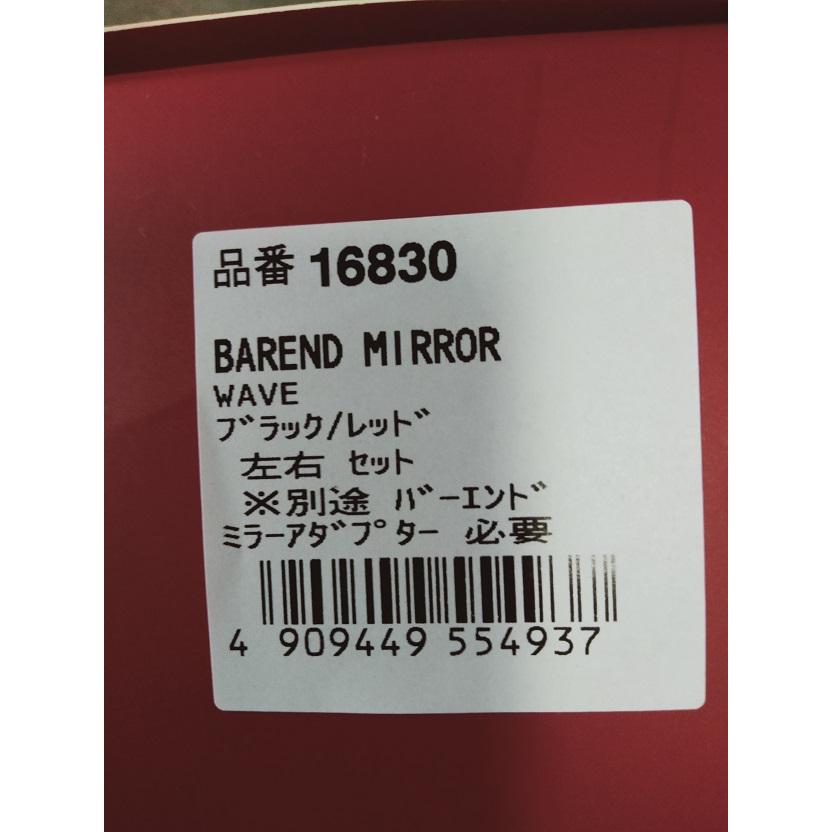 品番 16830
BAREND MIRROR
WAVE
ブラック/レッド
左右 セット
※別途 バーエンド
ミラーアダプター 必要
4 909449 554937